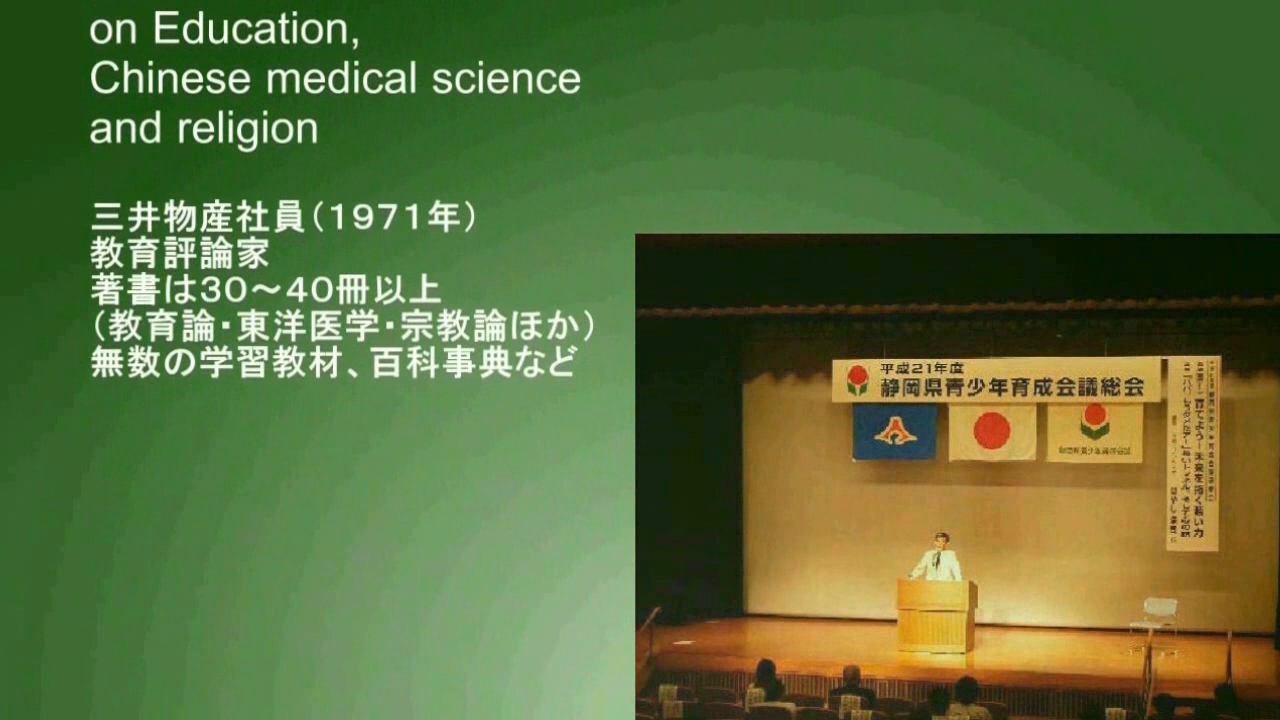 on Education,
Chinese medical science
and religion
三井物産社員（1971年）
教育評論家
著書は30～40冊以上
（教育論・東洋医学・宗教論ほか）
無数の学習教材、百科事典など
平成21年度
静岡県青少年育成会議総会